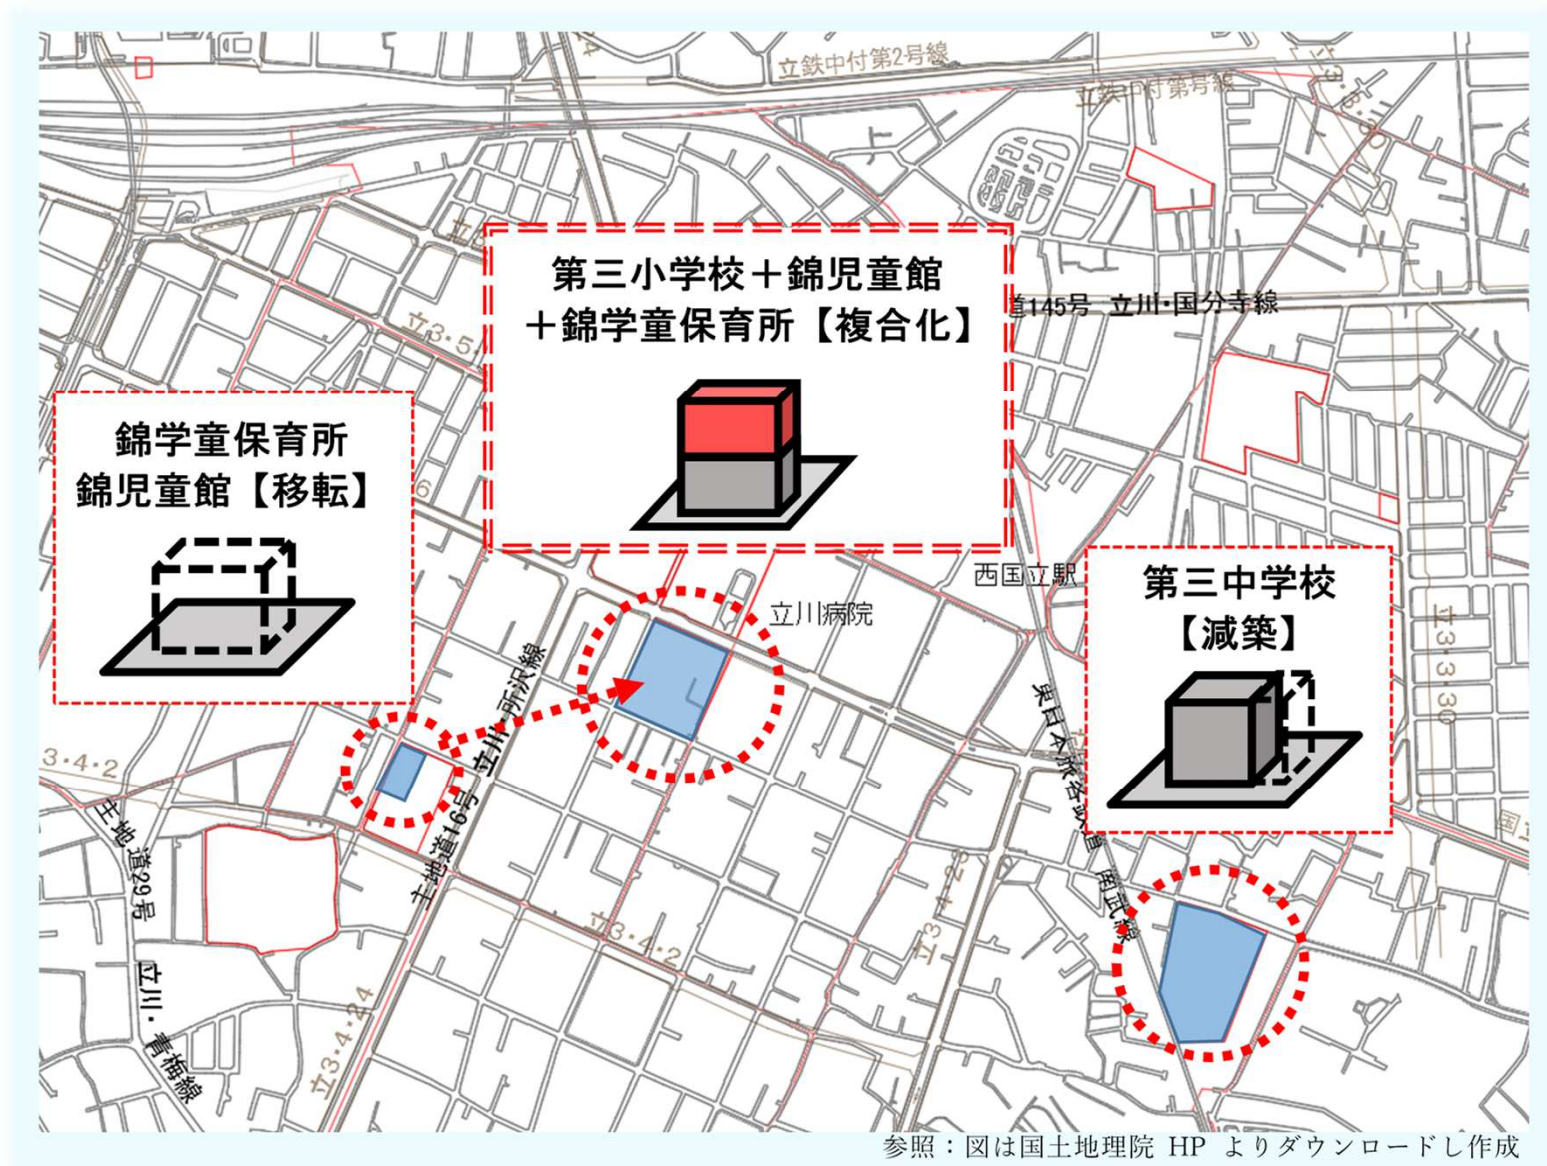 立鉄中付第2号線
立鉄中付第号線
第三小学校＋錦児童館
＋錦学童保育所【複合化】
道145号 立川・国分寺線
立3・5
錦学童保育所
錦児童館【移転】
西国立駅
立川病院
第三中学校
【減築】
立3・3・30
立川・所沢線
主地道16号
3・4・2
主地道29号
立川・青梅線
立3・4・24
立3・4・2
立3・4・23
東日本旅客鉄道 南武線
国立
参照：図は国土地理院 HP よりダウンロードし作成